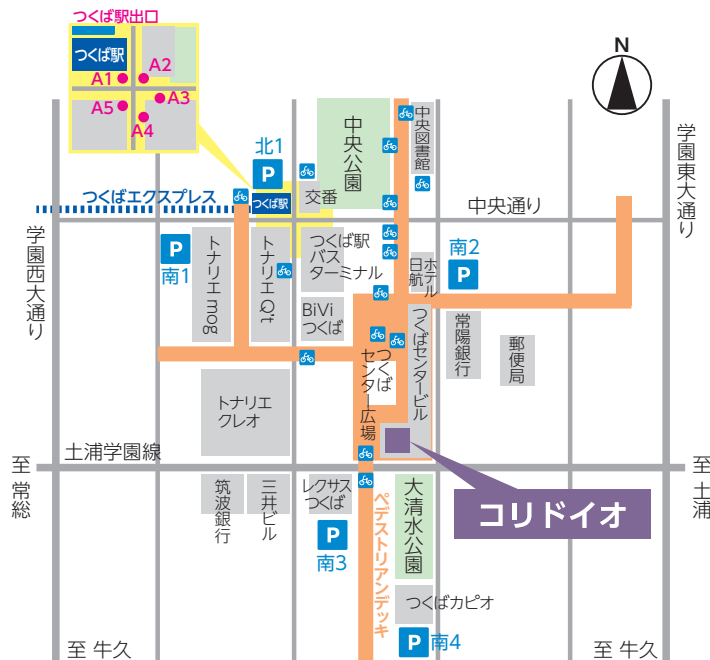 つくば駅出口
つくば駅
A1
A2
A3
A5
A4
N
北1
P
つくばエクスプレス
つくば駅
交番
中央公園
中央図書館
中央通り
学園東大通り
学園西大通り
P
南1
トナリエ mog
トナリエ Q't
つくば駅
バス
ターミナル
BiVi
つくば
ホテル
日航
南2
P
つくば
センター広場
つくばセンタービル
常陽銀行
郵便局
トナリエ
クレオ
土浦学園線
至 常総
至 土浦
筑波銀行
三井ビル
レクサス
つくば
P
南3
ペデストリアンデッキ
大清水公園
コリドイオ
つくばカピオ
P
南4
至 牛久
至 牛久